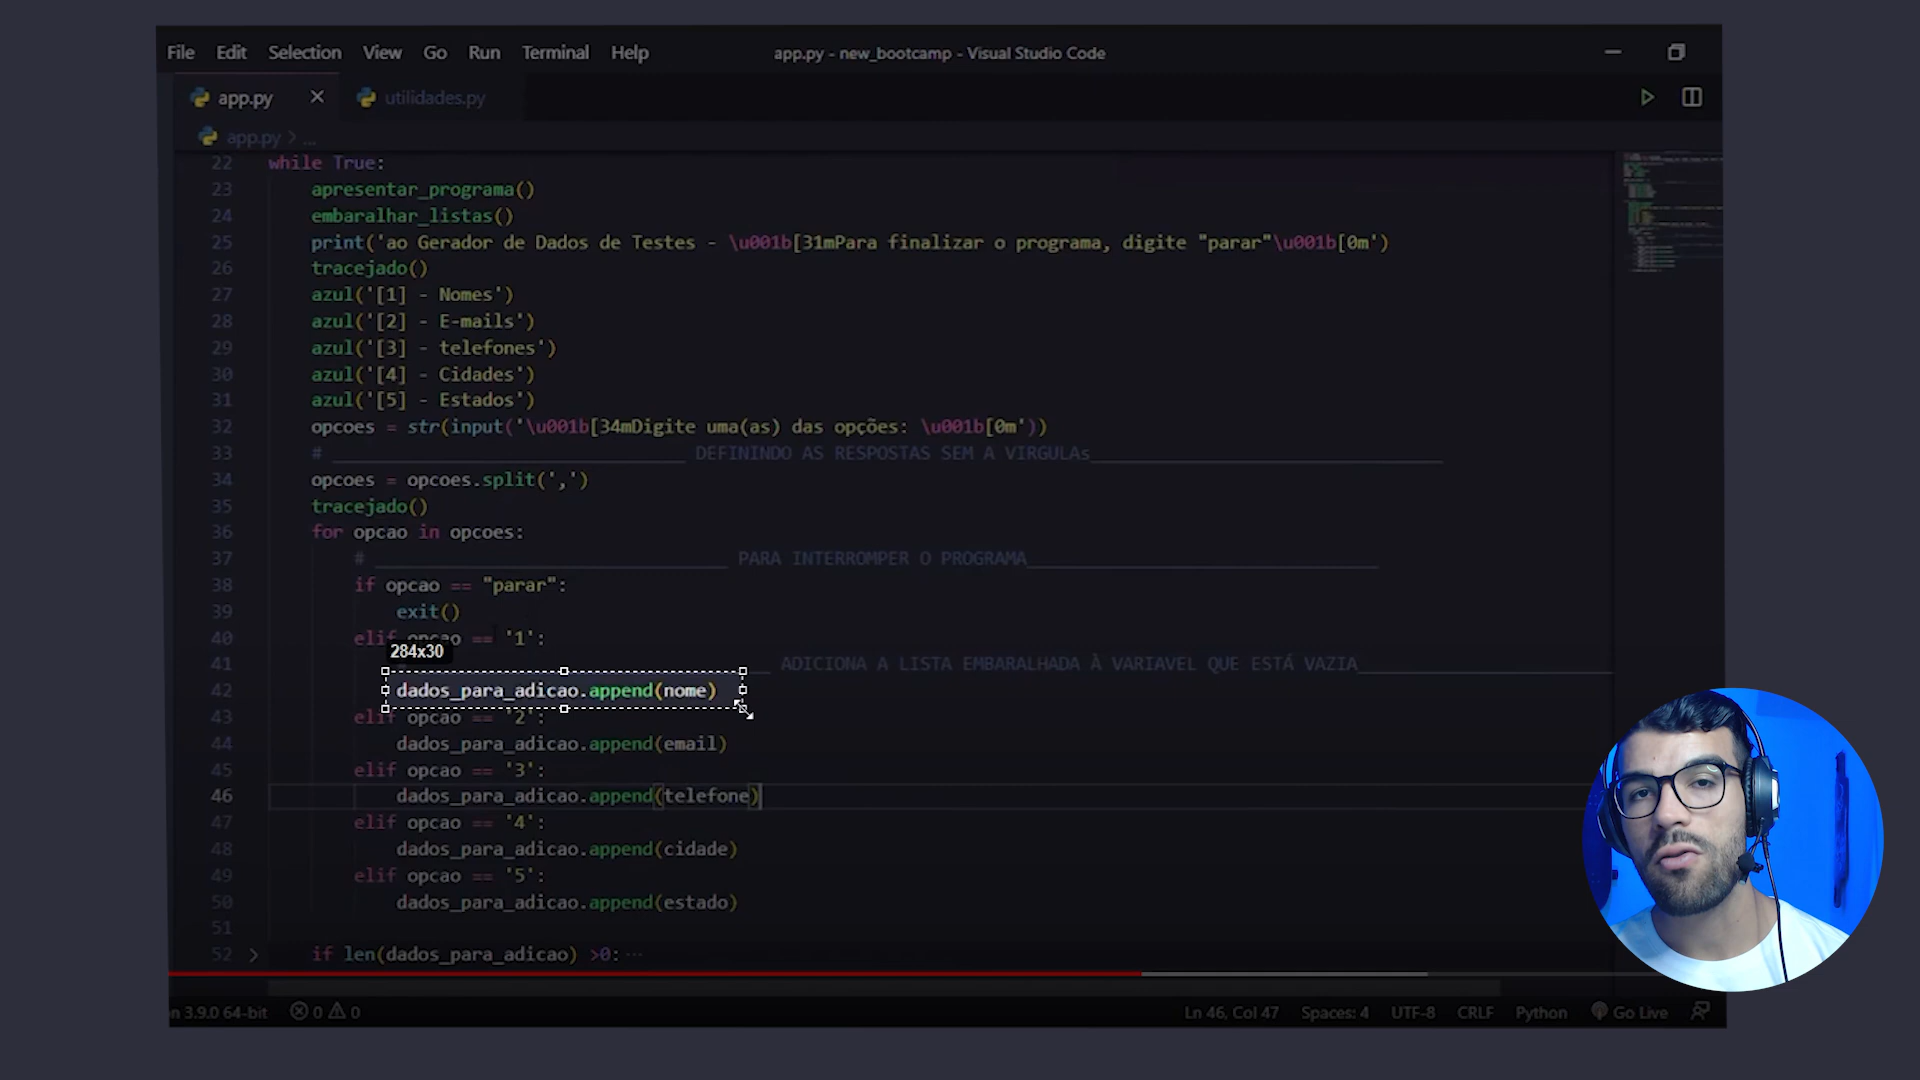 File Edit Selection View Go Run Terminal Help app.py - new_bootcamp - Visual Studio Code
app.py utilidades.py
app.py > ...
22 while True:
23 apresentar_programa()
24 embaralhar_listas()
25 print('ao Gerador de Dados de Testes - \u001b[31mPara finalizar o programa, digite "parar"\u001b[0m')
26 tracejado()
27 azul('[1] - Nomes')
28 azul('[2] - E-mails')
29 azul('[3] - telefones')
30 azul('[4] - Cidades')
31 azul('[5] - Estados')
32 opcoes = str(input('\u001b[34mDigite uma(as) das opções: \u001b[0m'))
33 # _________________________________ DEFININDO AS RESPOSTAS SEM A VIRGULAs_________________________________
34 opcoes = opcoes.split(',')
35 tracejado()
36 for opcao in opcoes:
37 # _________________________________ PARA INTERROMPER O PROGRAMA_________________________________
38 if opcao == "parar":
39 exit()
40 elif opcao == '1':
284x30
41 __ ADICIONA A LISTA EMBARALHADA À VARIAVEL QUE ESTÁ VAZIA________________________
42 dados_para_adicao.append(nome)
43 elif opcao == '2':
44 dados_para_adicao.append(email)
45 elif opcao == '3':
46 dados_para_adicao.append(telefone)
47 elif opcao == '4':
48 dados_para_adicao.append(cidade)
49 elif opcao == '5':
50 dados_para_adicao.append(estado)
51
52 > if len(dados_para_adicao) >0: ...
n 3.9.0 64-bit 0 0 Ln 46, Col 47 Spaces: 4 UTF-8 CRLF Python Go Live